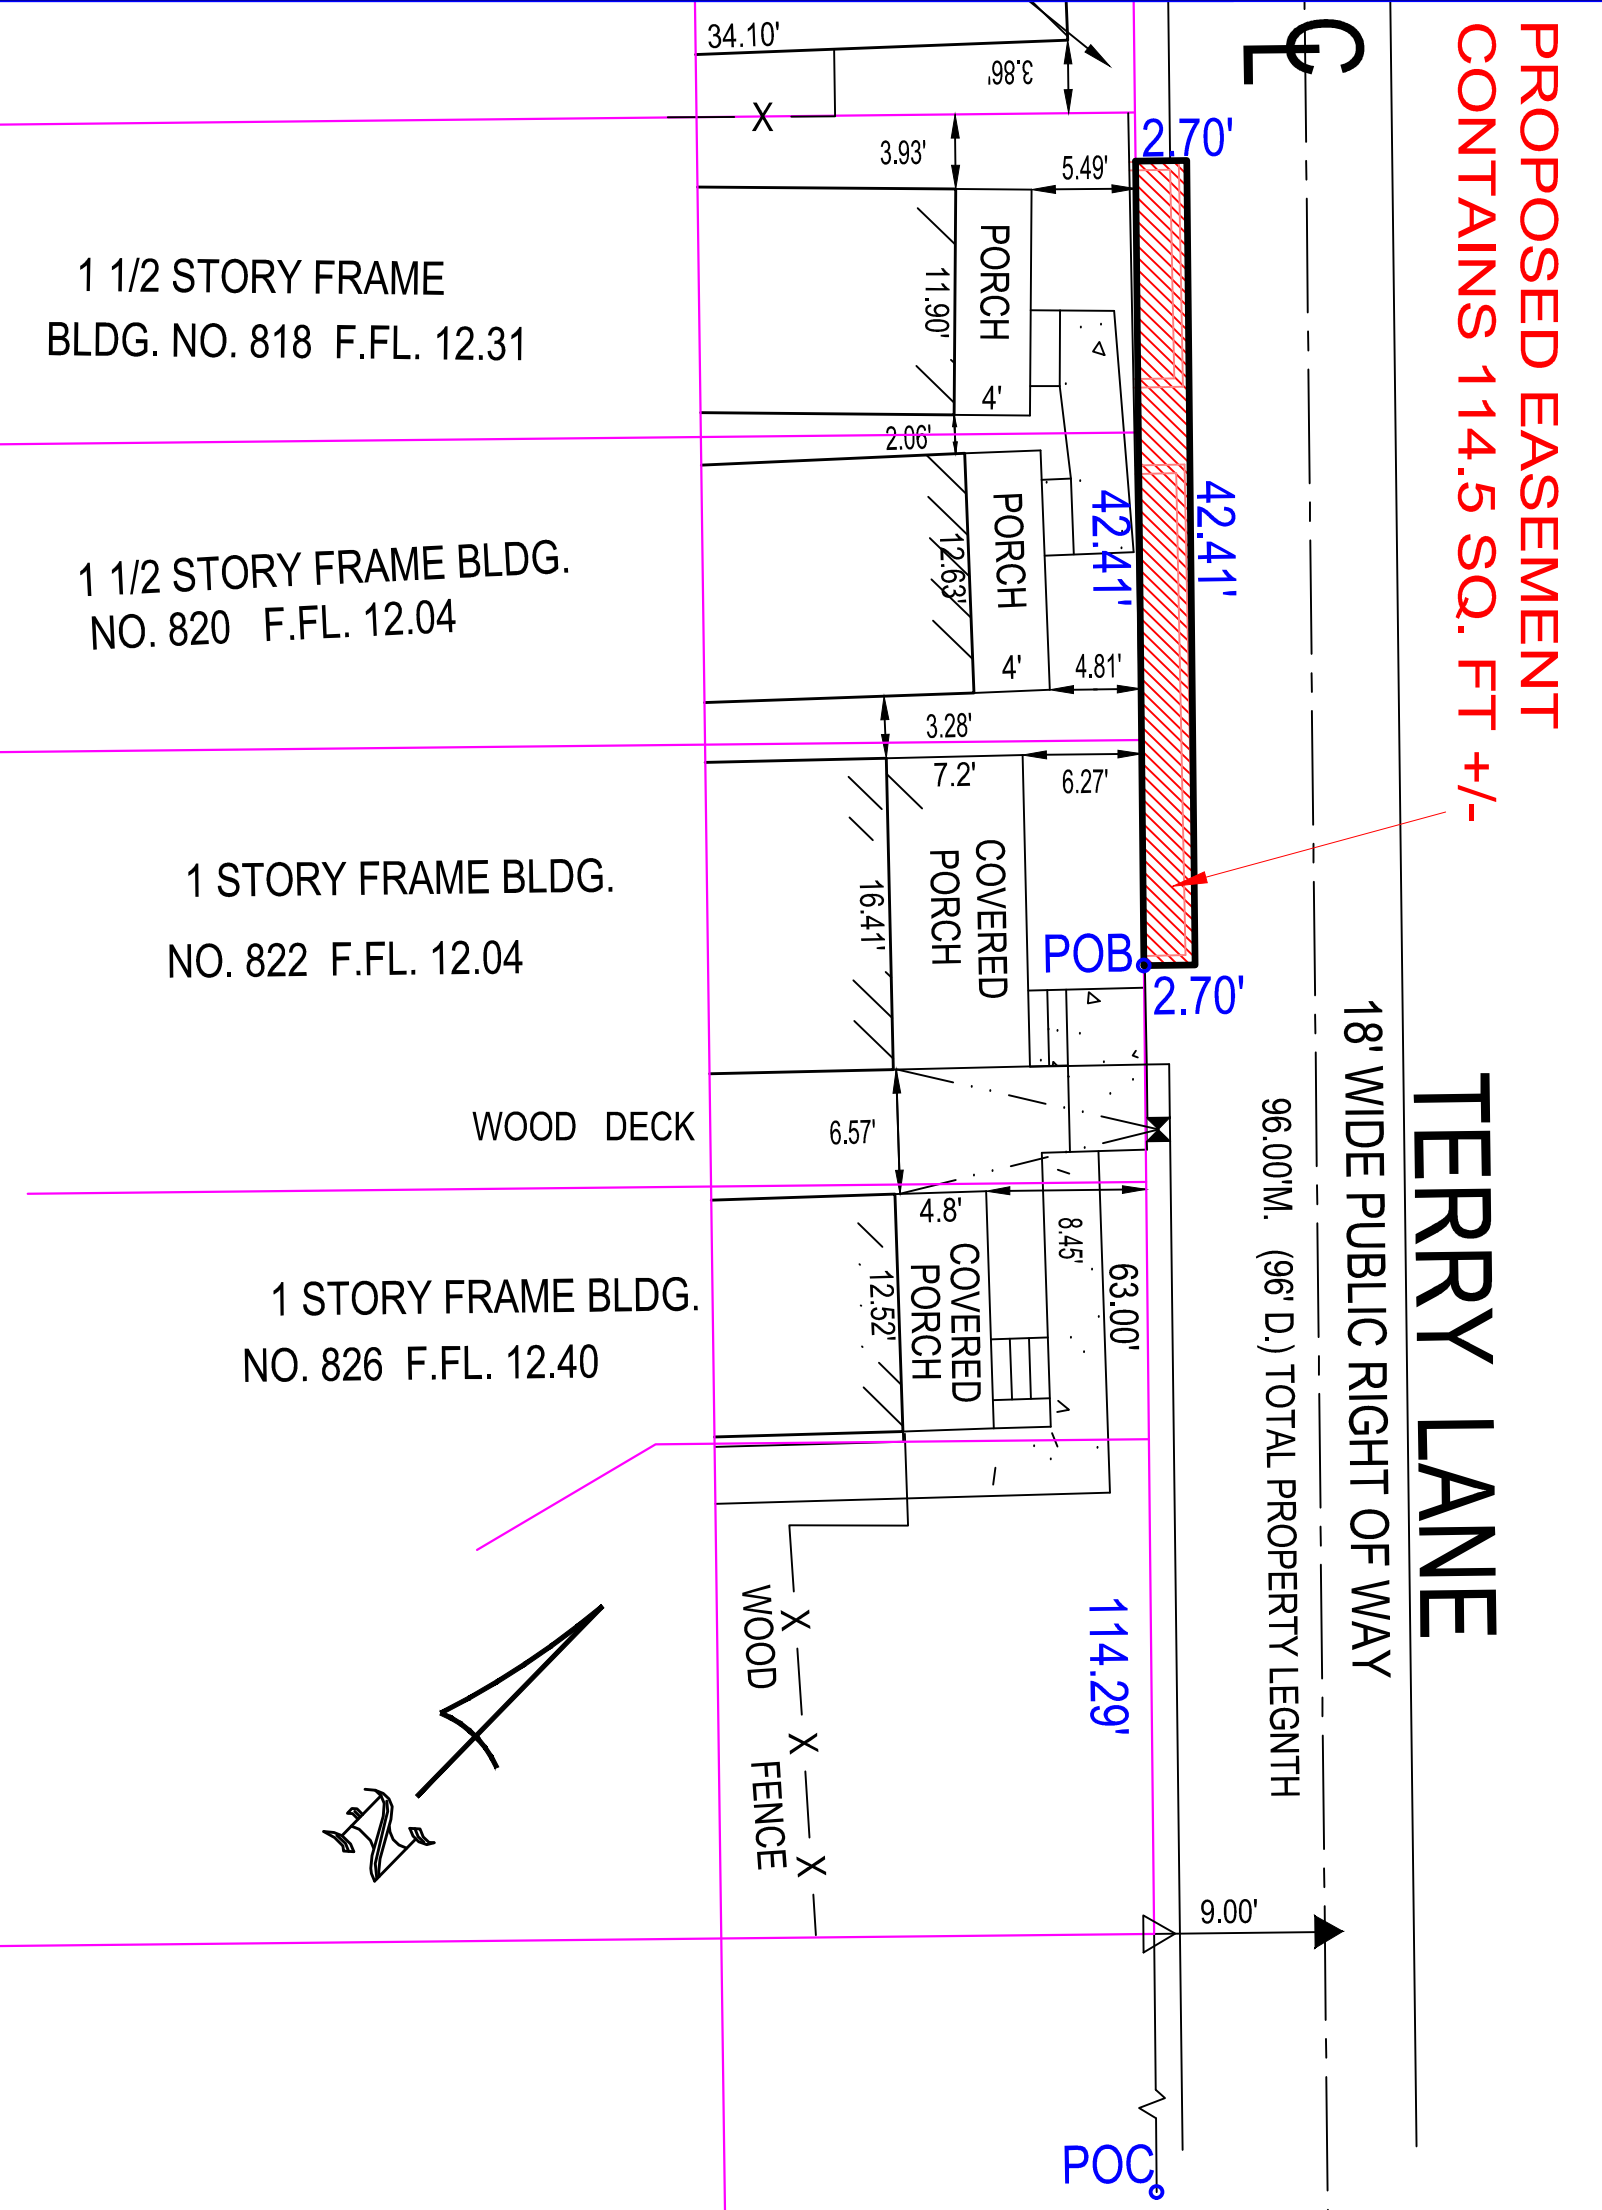 PROPOSED EASEMENT
CONTAINS 114.5 SQ. FT +/-
CL
34.10'
3.86'
X
2.70'
3.93'
5.49'
PORCH
11.90'
4'
1 1/2 STORY FRAME
BLDG. NO. 818 F.FL. 12.31
2.06'
42.41'
42.41'
PORCH
12.63'
4'
4.81'
1 1/2 STORY FRAME BLDG.
NO. 820 F.FL. 12.04
3.28'
7.2'
6.27'
COVERED
PORCH
16.41'
1 STORY FRAME BLDG.
NO. 822 F.FL. 12.04
POB
2.70'
TERRY LANE
18' WIDE PUBLIC RIGHT OF WAY
96.00'M. (96' D.) TOTAL PROPERTY LEGNTH
WOOD DECK
6.57'
4.8'
8.45'
63.00'
COVERED
PORCH
12.52'
1 STORY FRAME BLDG.
NO. 826 F.FL. 12.40
114.29'
X
WOOD
X
FENCE
X
N
9.00'
POC